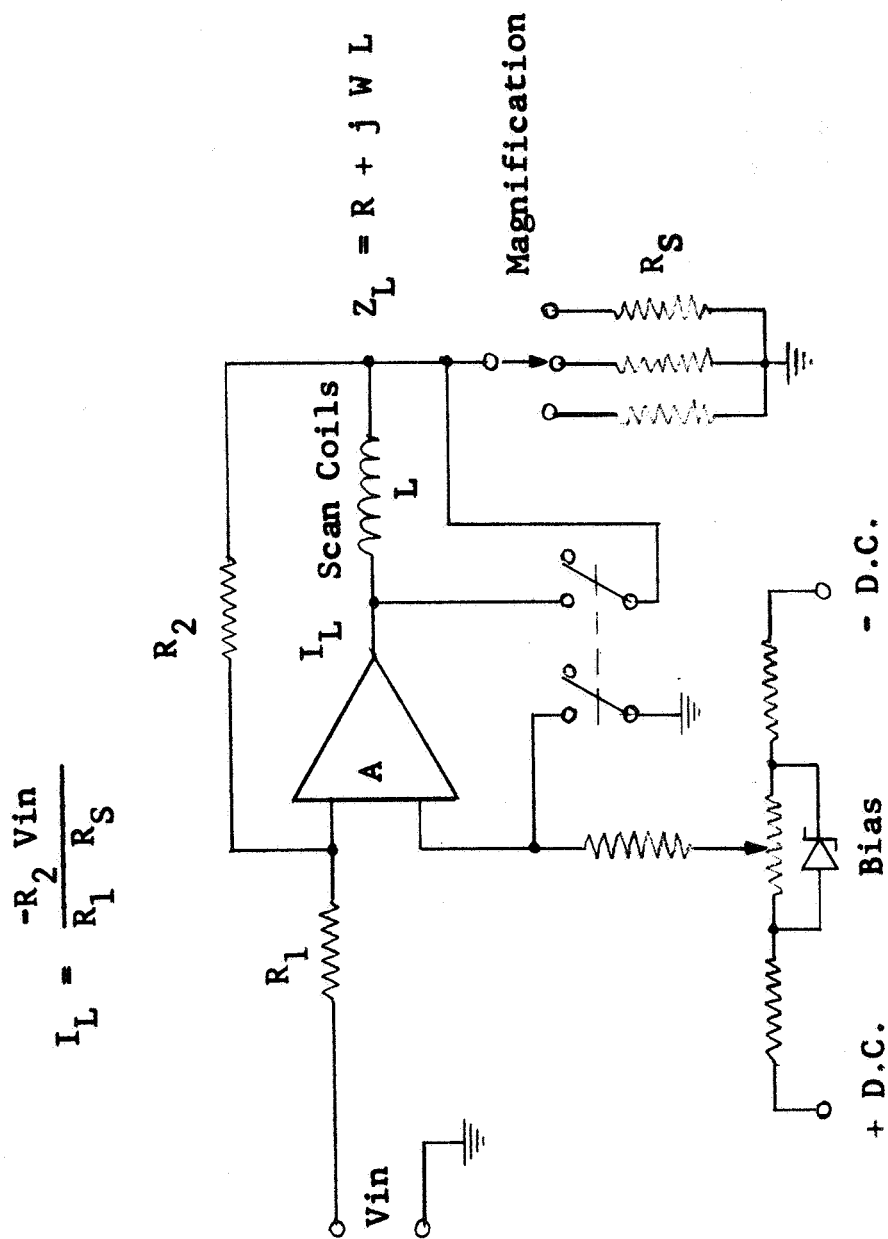 I_L = -R_2 Vin / R_1 R_S
R_2
Z_L = R + j W L
I_L Scan Coils
R_1
A
L
Magnification
Vin
R_S
Bias
+ D.C.
- D.C.